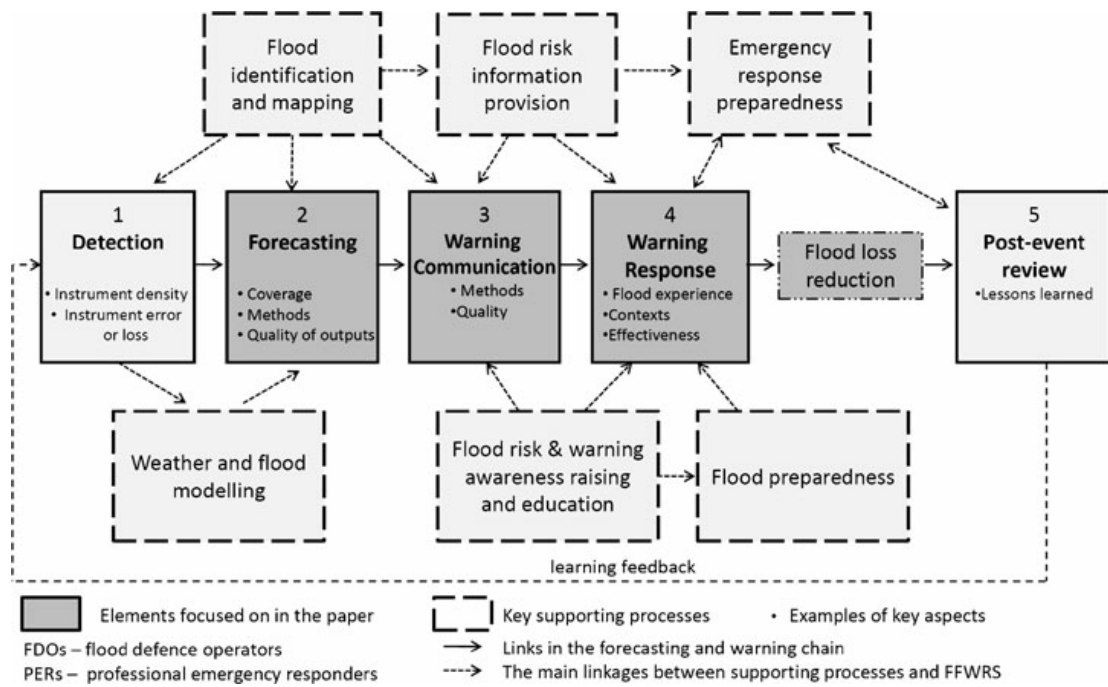 Flood
identification
and mapping
Flood risk
information
provision
Emergency
response
preparedness
1
Detection
• Instrument density
• Instrument error
or loss
2
Forecasting
• Coverage
• Methods
• Quality of outputs
3
Warning
Communication
• Methods
•Quality
4
Warning
Response
• Flood experience
•Contexts
•Effectiveness
Flood loss
reduction
5
Post-event
review
•Lessons learned
Weather and flood
modelling
Flood risk & warning
awareness raising
and education
Flood preparedness
learning feedback
Elements focused on in the paper
Key supporting processes
• Examples of key aspects
FDOs – flood defence operators
Links in the forecasting and warning chain
PERs – professional emergency responders
The main linkages between supporting processes and FFWRS